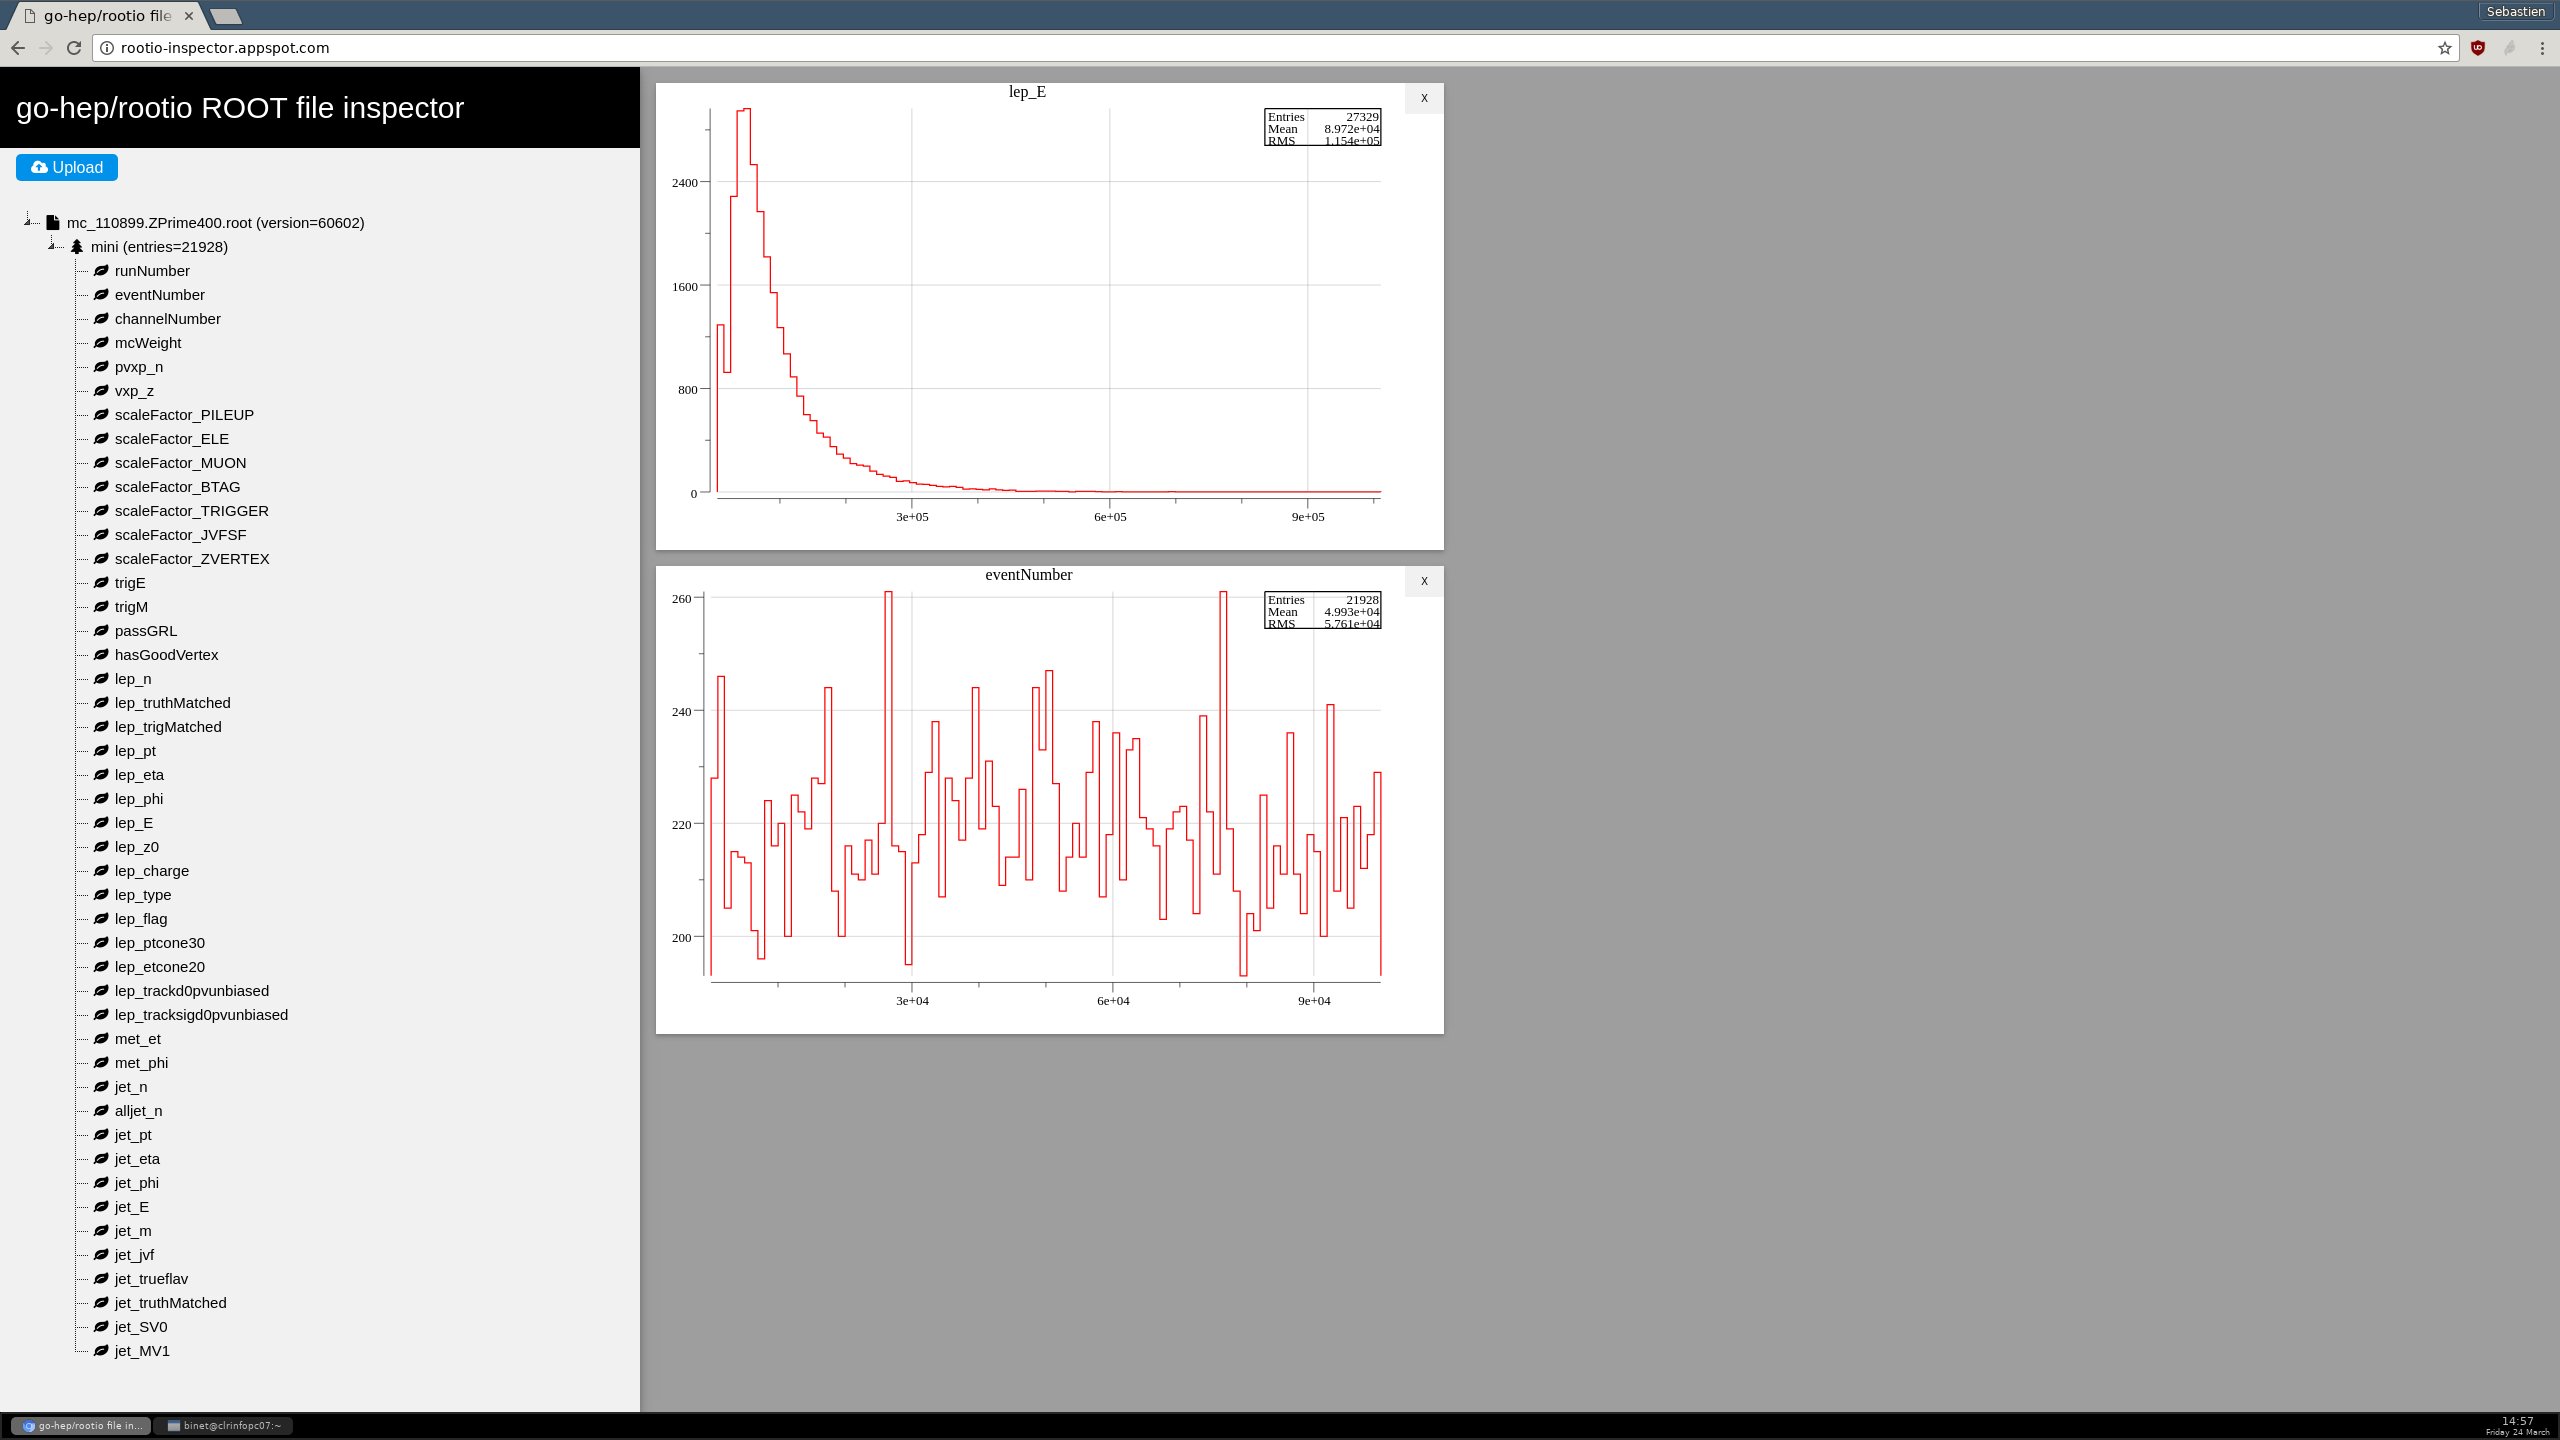 go-hep/rootio file
Sebastien
rootio-inspector.appspot.com
go-hep/rootio ROOT file inspector
Upload
mc_110899.ZPrime400.root (version=60602)
mini (entries=21928)
runNumber
eventNumber
channelNumber
mcWeight
pvxp_n
vxp_z
scaleFactor_PILEUP
scaleFactor_ELE
scaleFactor_MUON
scaleFactor_BTAG
scaleFactor_TRIGGER
scaleFactor_JVFSF
scaleFactor_ZVERTEX
trigE
trigM
passGRL
hasGoodVertex
lep_n
lep_truthMatched
lep_trigMatched
lep_pt
lep_eta
lep_phi
lep_E
lep_z0
lep_charge
lep_type
lep_flag
lep_ptcone30
lep_etcone20
lep_trackd0pvunbiased
lep_tracksigd0pvunbiased
met_et
met_phi
jet_n
alljet_n
jet_pt
jet_eta
jet_phi
jet_E
jet_m
jet_jvf
jet_trueflav
jet_truthMatched
jet_SV0
jet_MV1
lep_E
X
Entries 27329
Mean 8.972e+04
RMS 1.154e+05
2400
1600
800
0
3e+05 6e+05 9e+05
eventNumber
X
Entries 21928
Mean 4.993e+04
RMS 5.761e+04
260
240
220
200
3e+04 6e+04 9e+04
go-hep/rootio file in...
binet@clrinfopc07:~
14:57
Friday 24 March